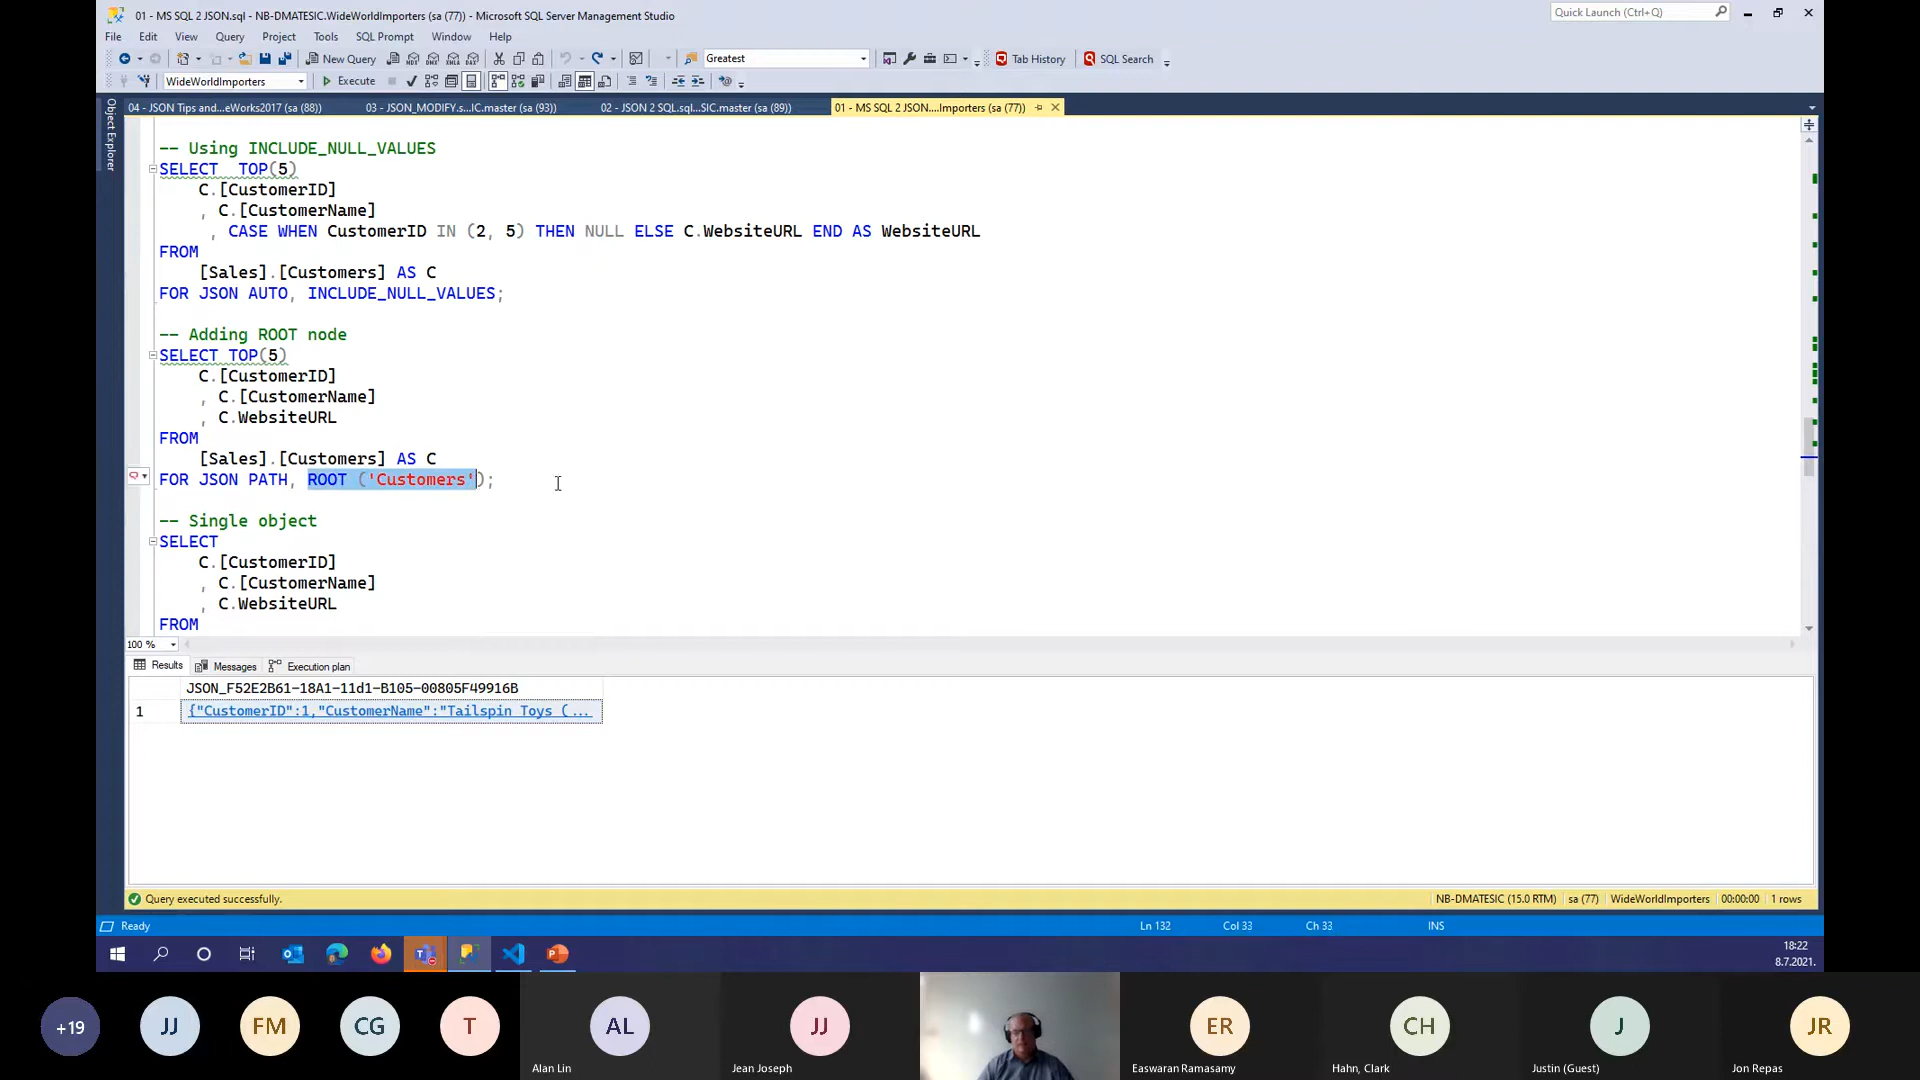 01 - MS SQL 2 JSON.sql - NB-DMATESIC.WideWorldImporters (sa (77)) - Microsoft SQL Server Management Studio
Quick Launch (Ctrl+Q)
File Edit View Query Project Tools SQL Prompt Window Help
New Query
Greatest
Tab History
SQL Search
WideWorldImporters
Execute
Object Explorer
04 - JSON Tips and...eWorks2017 (sa (88))
03 - JSON_MODIFY.s...IC.master (sa (93))
02 - JSON 2 SQL.sql...SIC.master (sa (89))
01 - MS SQL 2 JSON....Importers (sa (77))
-- Using INCLUDE_NULL_VALUES
SELECT  TOP(5)
C.[CustomerID]
, C.[CustomerName]
, CASE WHEN CustomerID IN (2, 5) THEN NULL ELSE C.WebsiteURL END AS WebsiteURL
FROM
[Sales].[Customers] AS C
FOR JSON AUTO, INCLUDE_NULL_VALUES;
-- Adding ROOT node
SELECT TOP(5)
C.[CustomerID]
, C.[CustomerName]
, C.WebsiteURL
FROM
[Sales].[Customers] AS C
FOR JSON PATH, ROOT ('Customers');
-- Single object
SELECT
C.[CustomerID]
, C.[CustomerName]
, C.WebsiteURL
FROM
100 %
Results Messages Execution plan
JSON_F52E2B61-18A1-11d1-B105-00805F49916B
1 {"CustomerID":1,"CustomerName":"Tailspin Toys (...
Query executed successfully.
NB-DMATESIC (15.0 RTM) sa (77) WideWorldImporters 00:00:00 1 rows
Ready
Ln 132 Col 33 Ch 33 INS
18:22
8.7.2021.
+19 JJ FM CG T AL JJ ER CH J JR
Alan Lin
Jean Joseph
Easwaran Ramasamy
Hahn, Clark
Justin (Guest)
Jon Repas